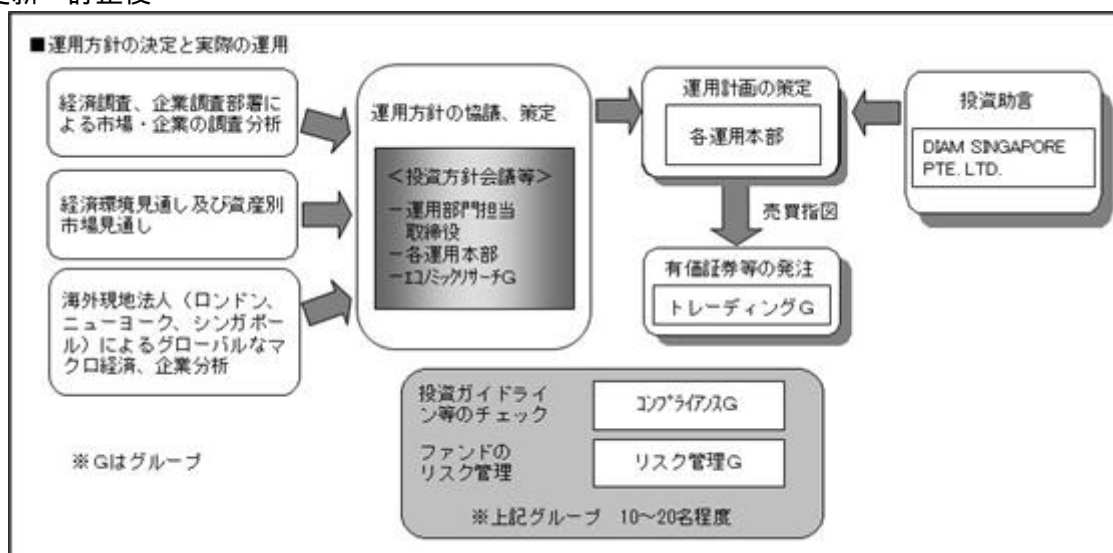 ■運用方針の決定と実際の運用
経済調査、企業調査部署に
よる市場・企業の調査分析
経済環境見通し及び資産別
市場見通し
海外現地法人（ロンドン、
ニューヨーク、シンガポー
ル）によるグローバルなマ
クロ経済、企業分析
※Gはグループ
運用方針の協議、策定
＜投資方針会議等＞
－運用部門担当
取締役
－各運用本部
－ｴｺﾉﾐｯｸﾘｻｰﾁG
運用計画の策定
各運用本部
売買指図
有価証券等の発注
トレーディングG
投資助言
DIAM SINGAPORE
PTE. LTD.
投資ガイドライ
ン等のチェック
ｺﾝﾌﾟﾗｲｱﾝｽG
ファンドの
リスク管理
リスク管理G
※上記グループ 10～20名程度